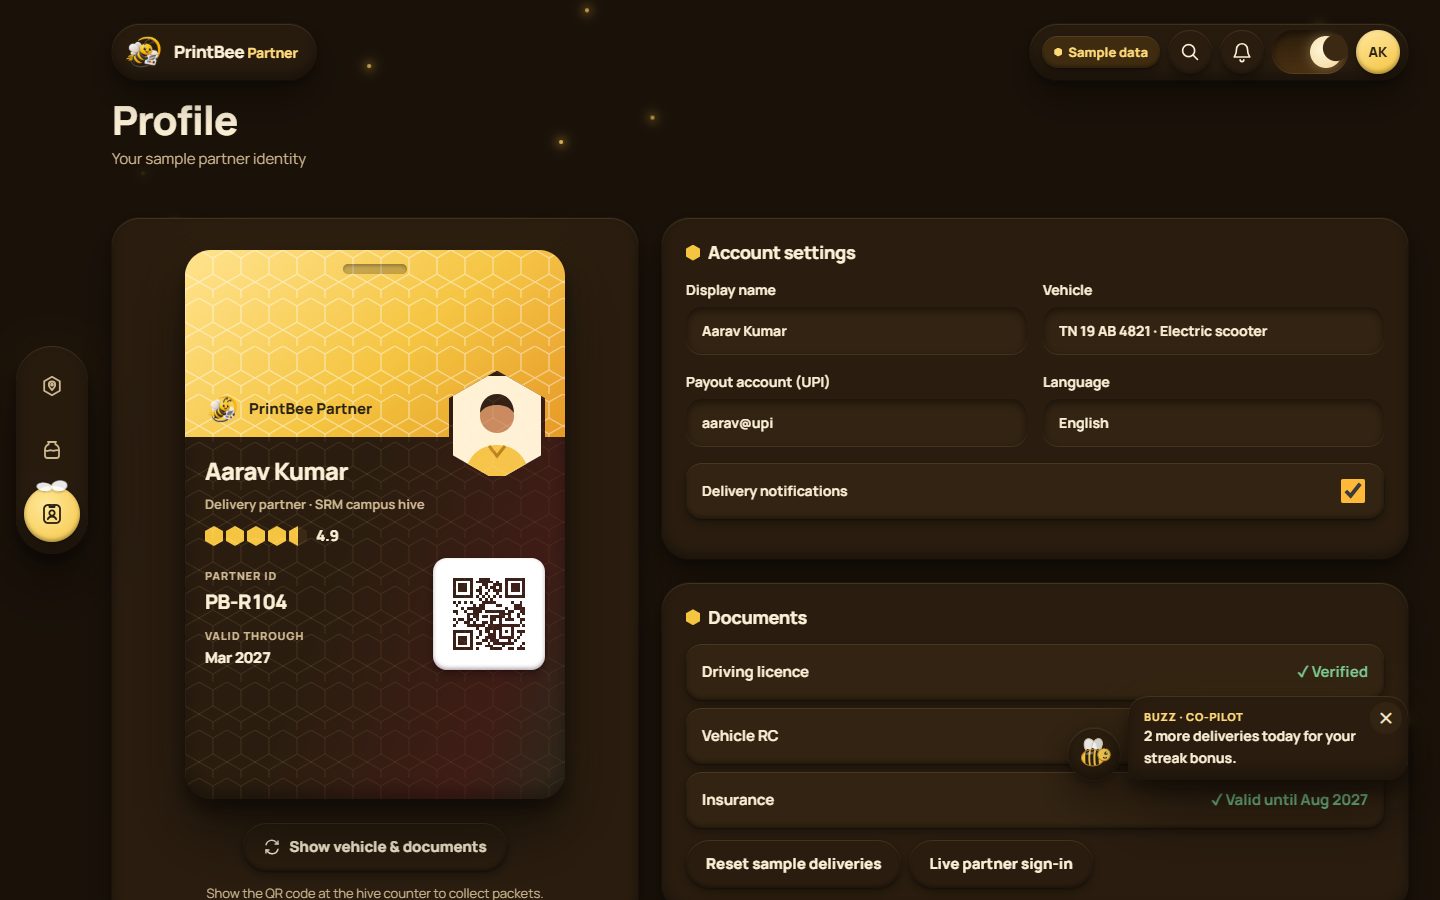 PrintBee Partner
Sample data
AK
Profile
Your sample partner identity
PrintBee Partner
Aarav Kumar
Delivery partner · SRM campus hive
4.9
PARTNER ID
PB-R104
VALID THROUGH
Mar 2027
Show vehicle & documents
Show the QR code at the hive counter to collect packets.
Account settings
Display name
Vehicle
Aarav Kumar
TN 19 AB 4821 · Electric scooter
Payout account (UPI)
Language
aarav@upi
English
Delivery notifications
Documents
Driving licence
✓ Verified
Vehicle RC
BUZZ · CO-PILOT
2 more deliveries today for your
streak bonus.
Insurance
✓ Valid until Aug 2027
Reset sample deliveries
Live partner sign-in